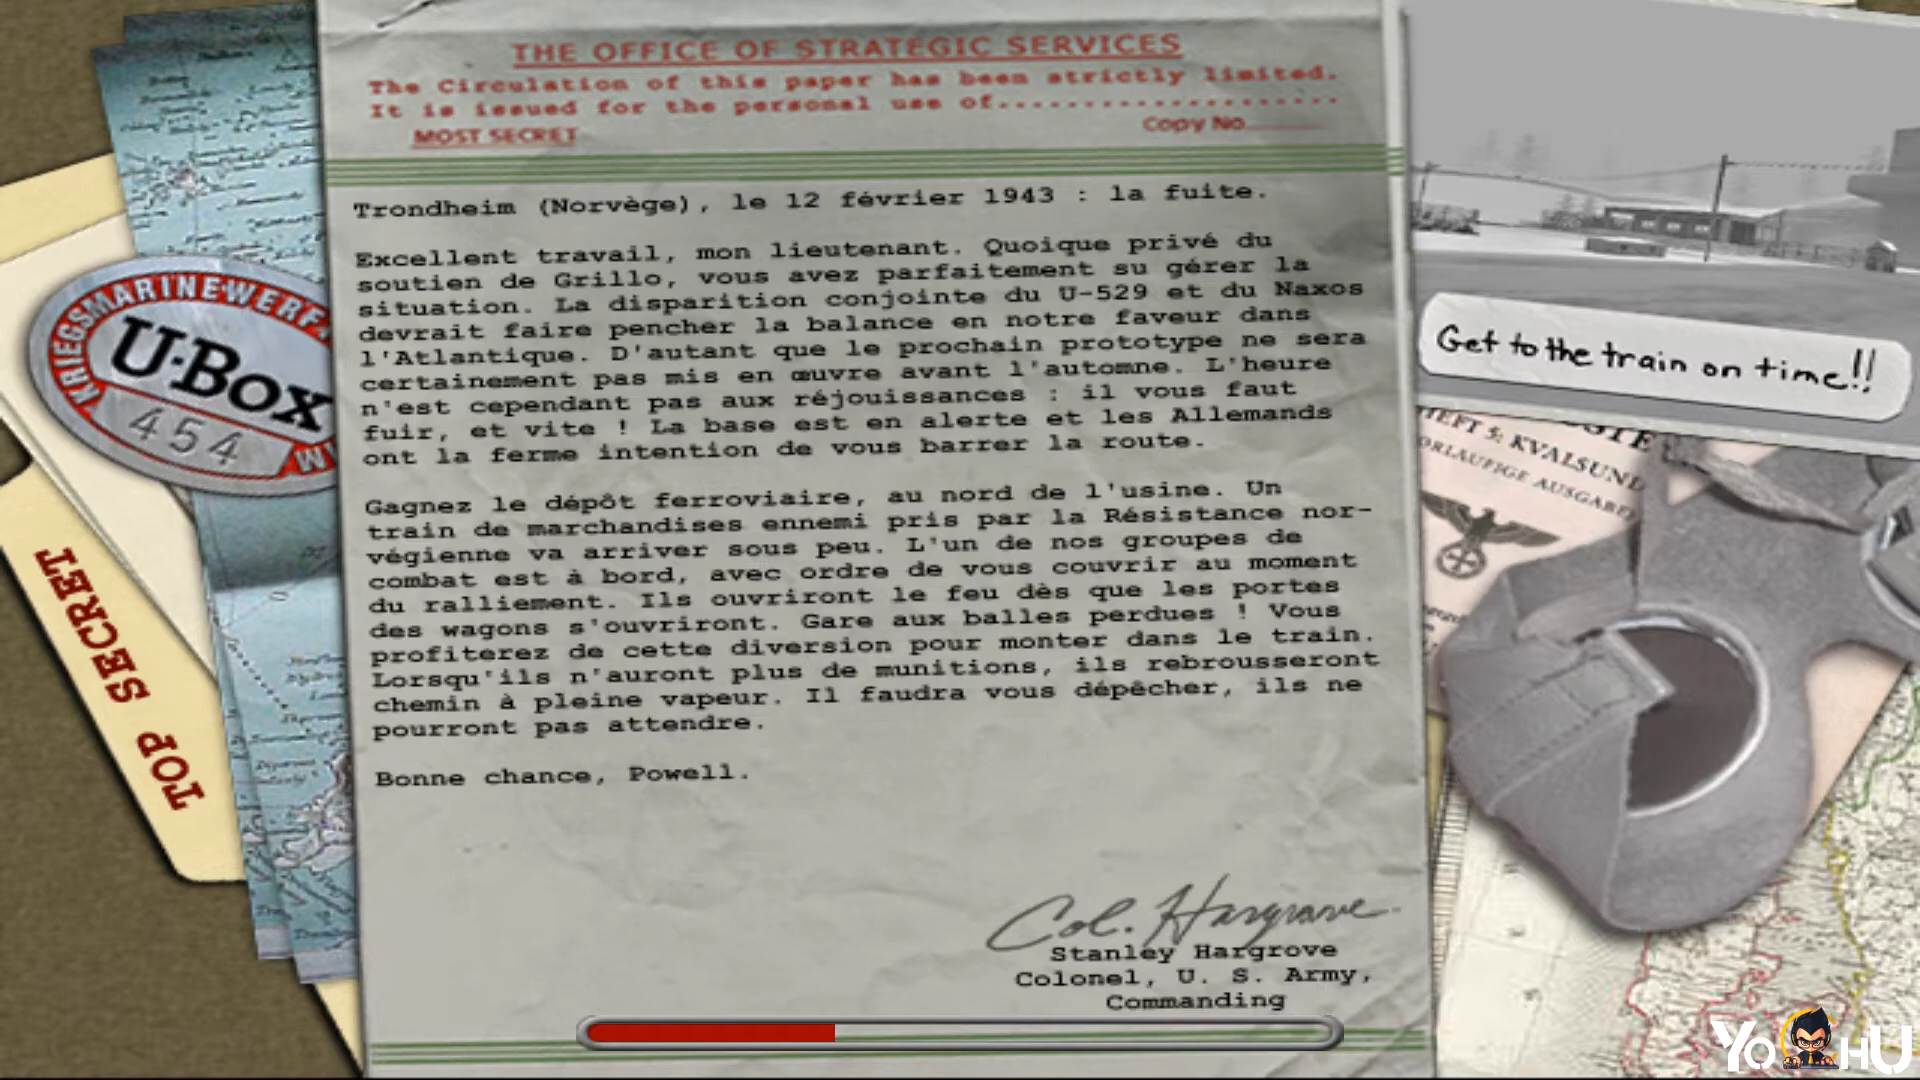 THE OFFICE OF STRATEGIC SERVICES
The Circulation of this paper has been strictly limited.
It is issued for the personal use of.....................
MOST SECRET
Copy No.
Trondheim (Norvège), le 12 février 1943 : la fuite.
Excellent travail, mon lieutenant. Quoique privé du
soutien de Grillo, vous avez parfaitement su gérer la
situation. La disparition conjointe du U-529 et du Naxos
devrait faire pencher la balance en notre faveur dans
l'Atlantique. D'autant que le prochain prototype ne sera
certainement pas mis en œuvre avant l'automne. L'heure
n'est cependant pas aux réjouissances : il vous faut
fuir, et vite ! La base est en alerte et les Allemands
ont la ferme intention de vous barrer la route.
Gagnez le dépôt ferroviaire, au nord de l'usine. Un
train de marchandises ennemi pris par la Résistance nor-
végienne va arriver sous peu. L'un de nos groupes de
combat est à bord, avec ordre de vous couvrir au moment
du ralliement. Ils ouvriront le feu dès que les portes
des wagons s'ouvriront. Gare aux balles perdues ! Vous
profiterez de cette diversion pour monter dans le train.
Lorsqu'ils n'auront plus de munitions, ils rebrousseront
chemin à pleine vapeur. Il faudra vous dépêcher, ils ne
pourront pas attendre.
Bonne chance, Powell.
Col. Hargrove
Stanley Hargrove
Colonel, U. S. Army,
Commanding
KRIEGSMARINEWERF
U-Box
454
TOP SECRET
Get to the train on time!!
HEFT 5: KVALSUND
VORLAUFIGE AUSGABE
YOHU